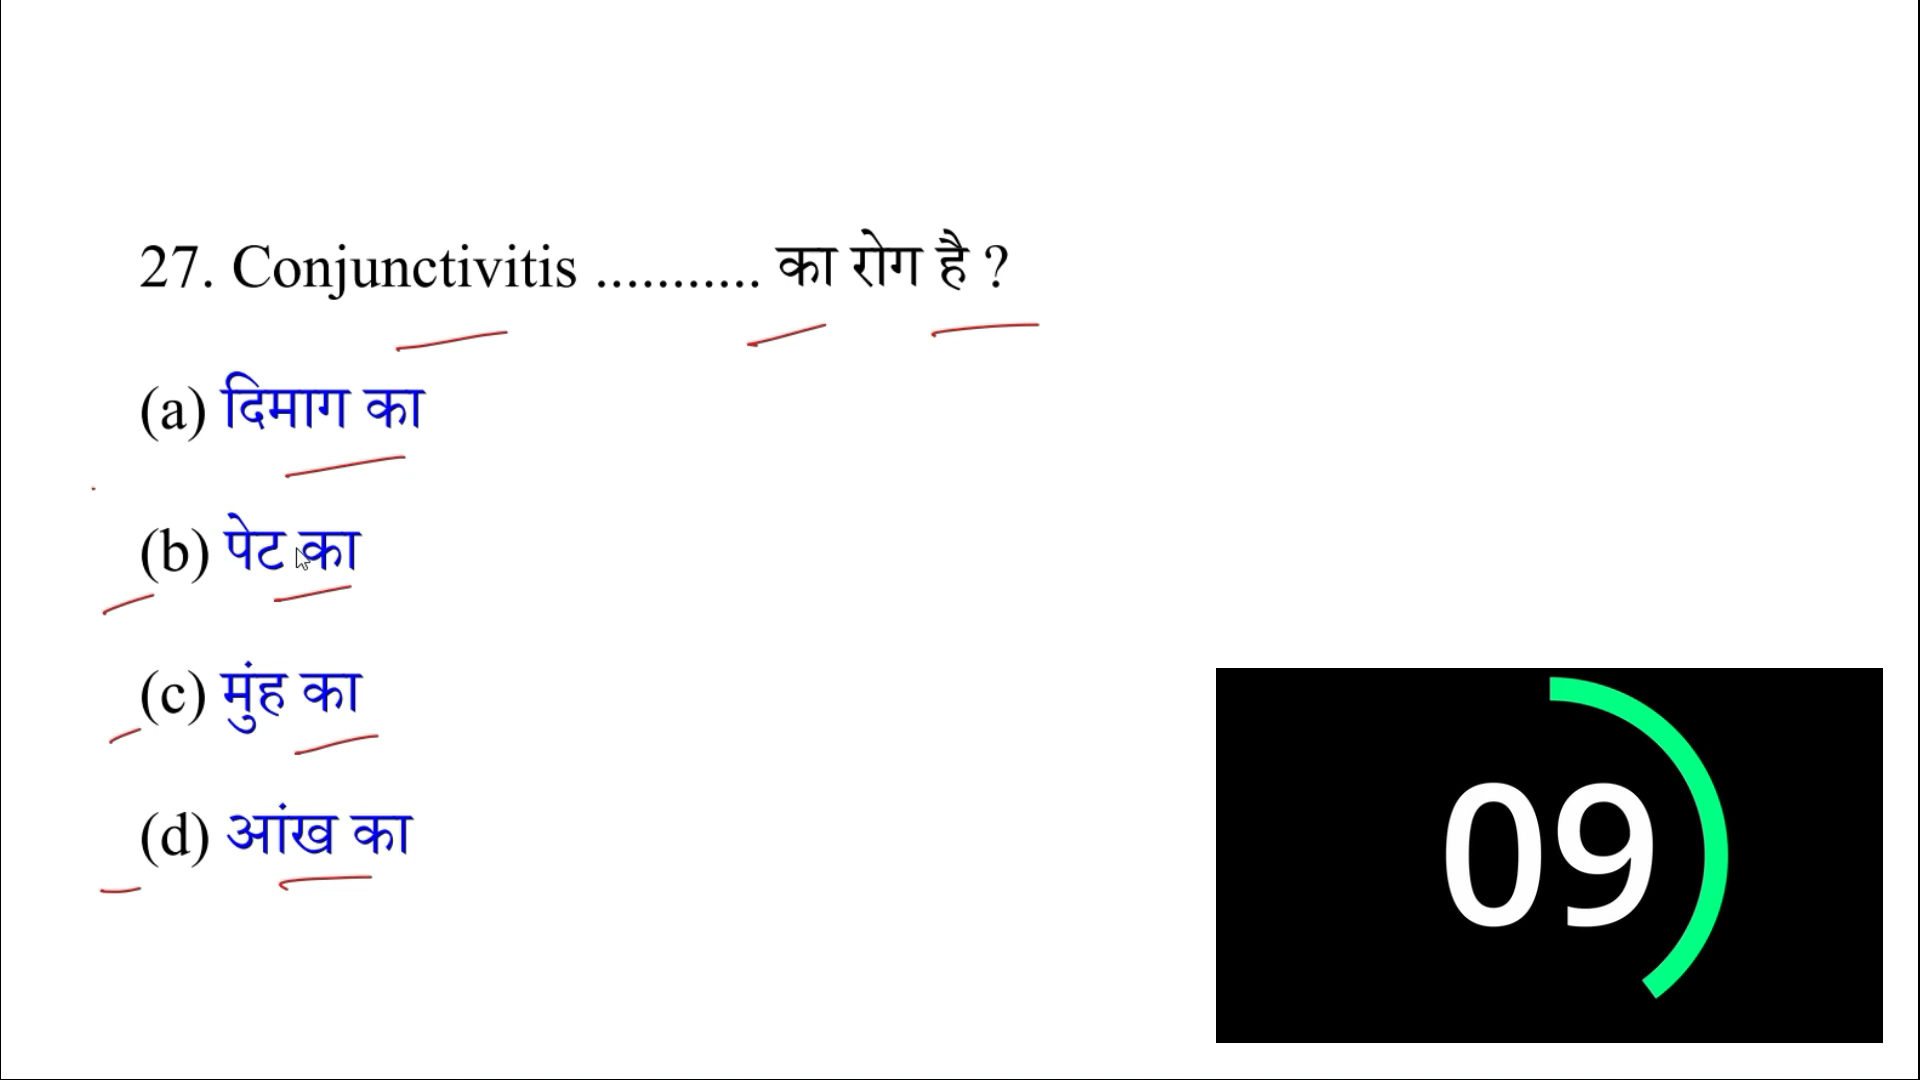 27. Conjunctivitis ........... का रोग है ?
(a) दिमाग का
(b) पेट का
(c) मुंह का
(d) आंख का
09